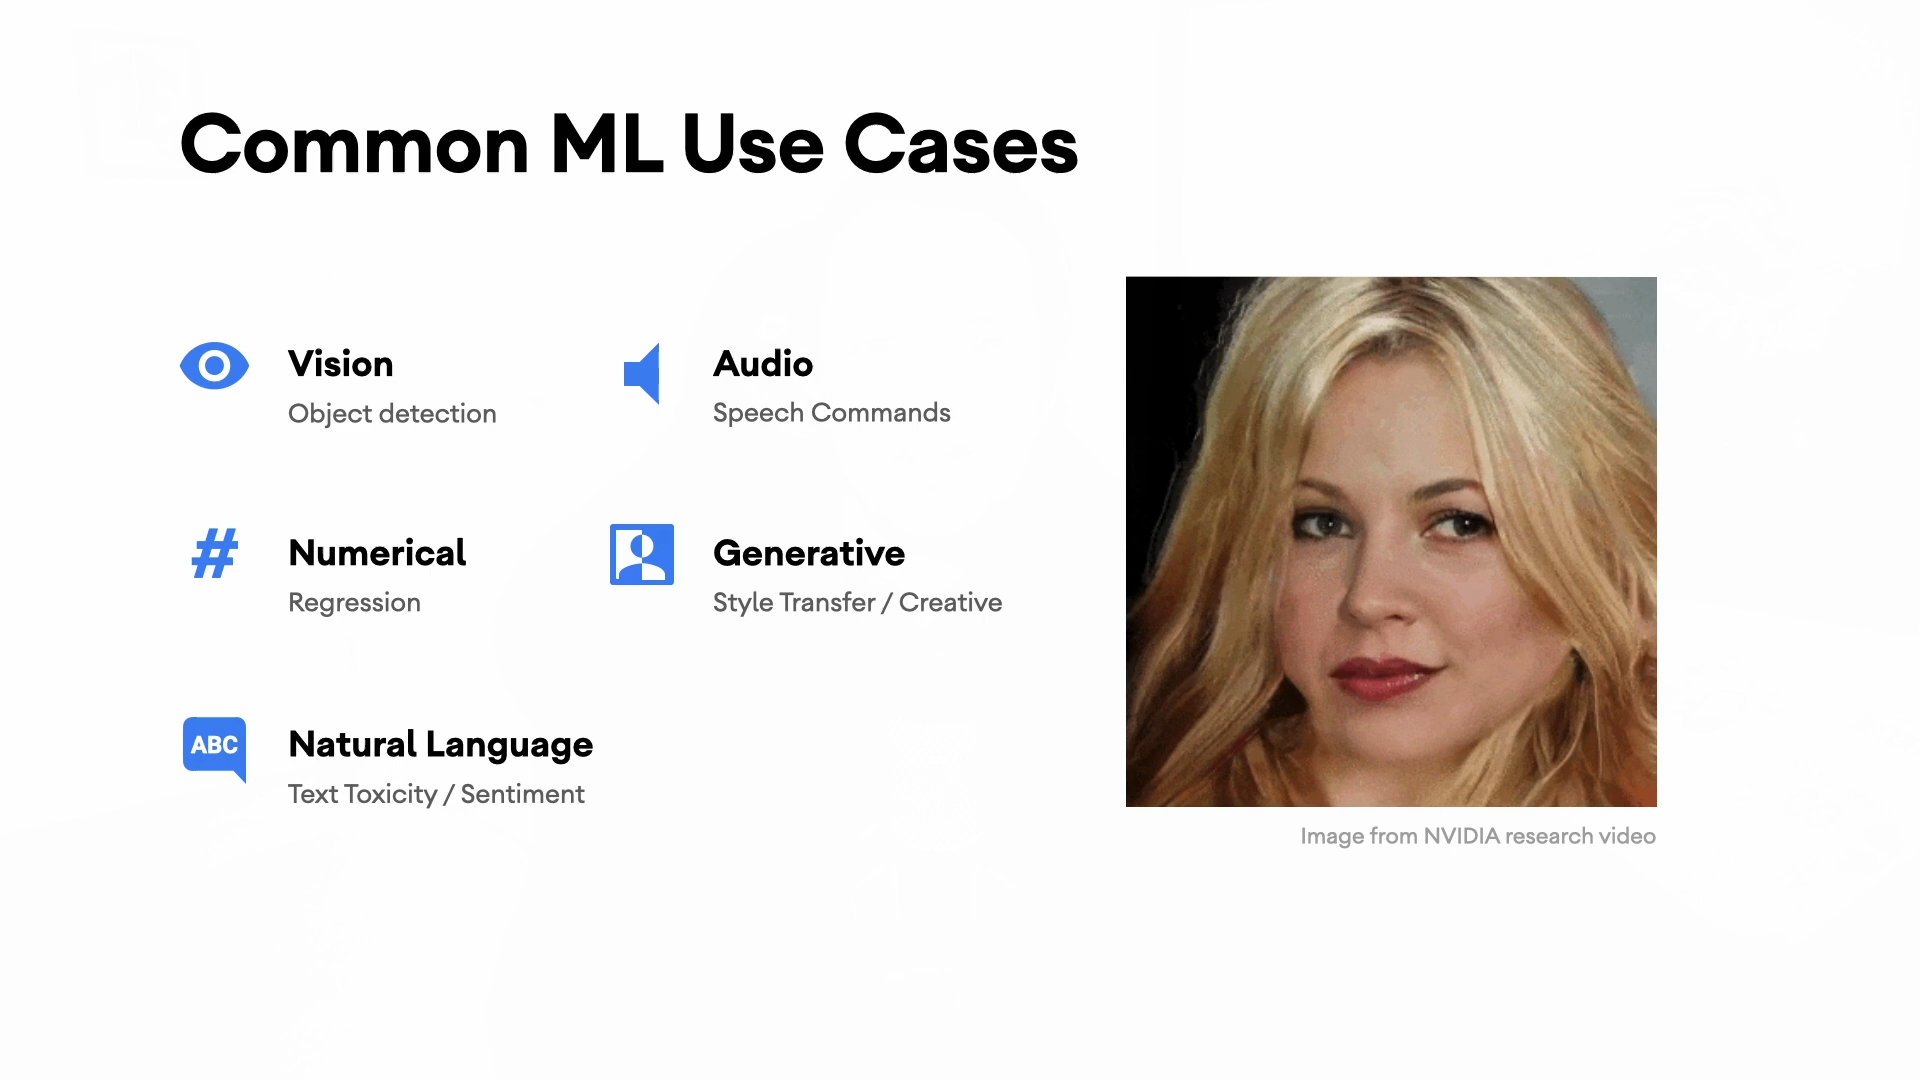 Common ML Use Cases
Vision
Object detection
Audio
Speech Commands
#
Numerical
Regression
Generative
Style Transfer / Creative
ABC
Natural Language
Text Toxicity / Sentiment
Image from NVIDIA research video